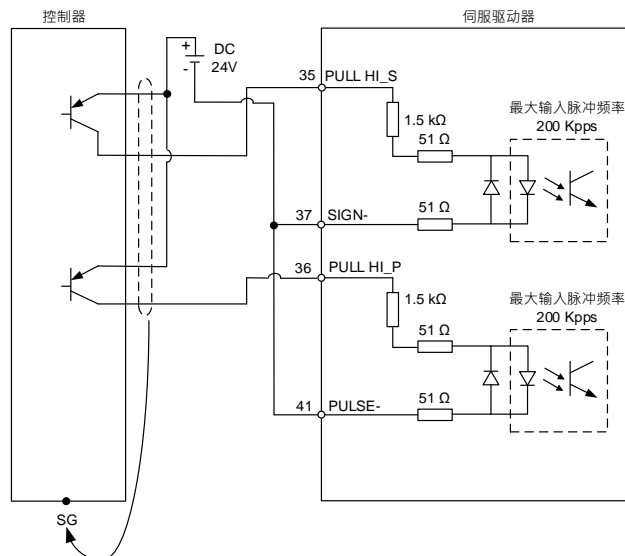 控制器
伺服驱动器
+
-
DC
24V
35
PULL HI_S
1.5 kΩ
51 Ω
最大输入脉冲频率
200 Kpps
37
SIGN-
51 Ω
36
PULL HI_P
1.5 kΩ
51 Ω
最大输入脉冲频率
200 Kpps
41
PULSE-
51 Ω
SG